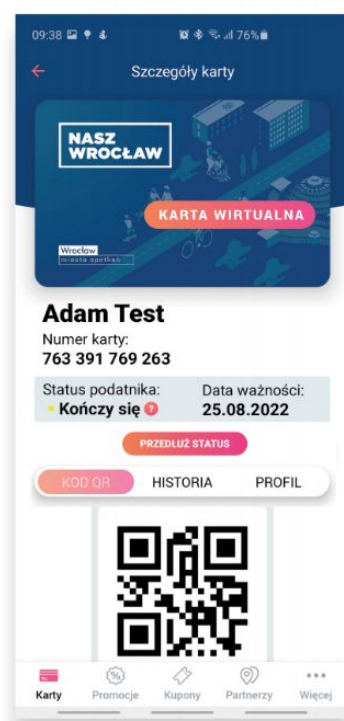 09:38 76%
Szczegóły karty
NASZ
WROCŁAW
KARTA WIRTUALNA
Wrocław
miasto spotkań
Adam Test
Numer karty:
763 391 769 263
Status podatnika: Data ważności:
Kończy się ? 25.08.2022
PRZEDŁUŻ STATUS
KOD QR HISTORIA PROFIL
Karty Promocje Kupony Partnerzy Więcej